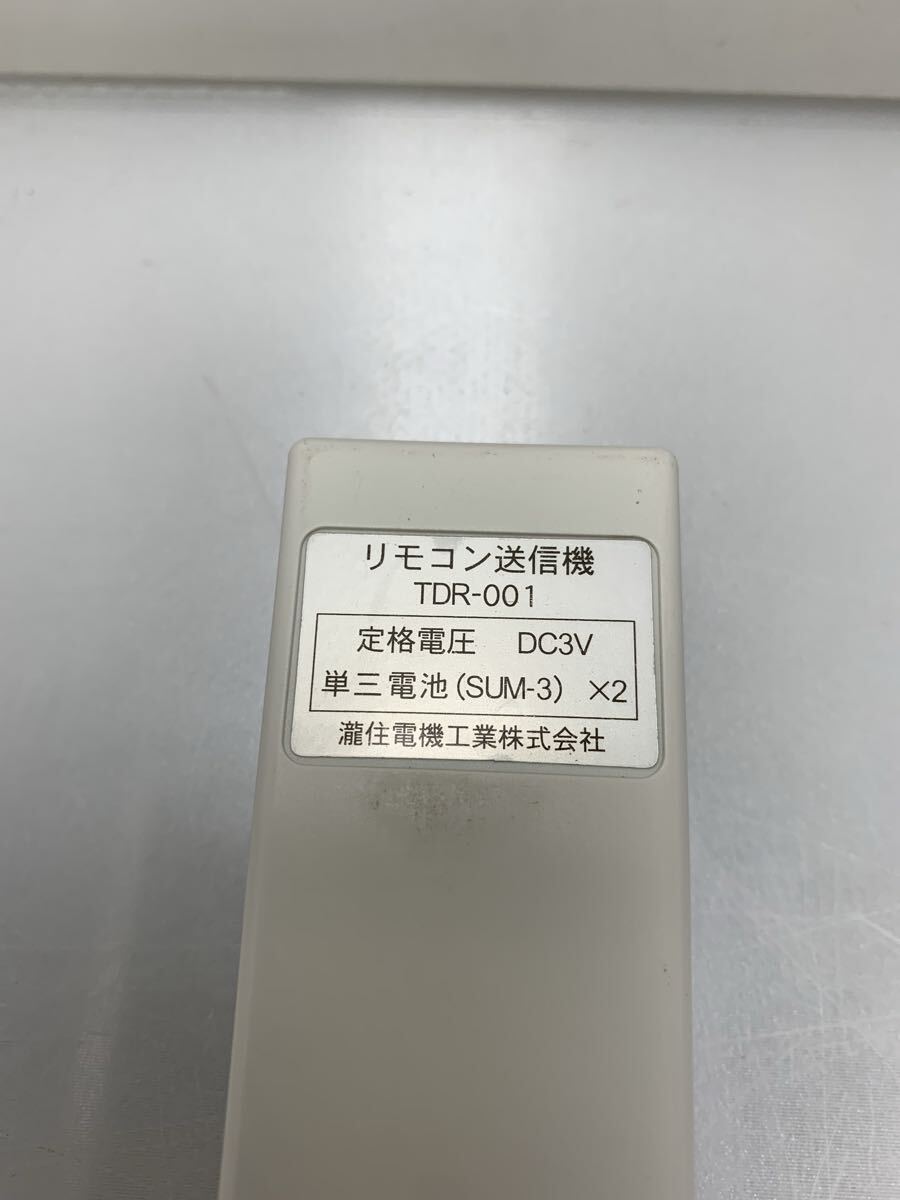 リモコン送信機
TDR-001
定格電圧 DC3V
単三電池(SUM-3) ×2
瀧住電機工業株式会社